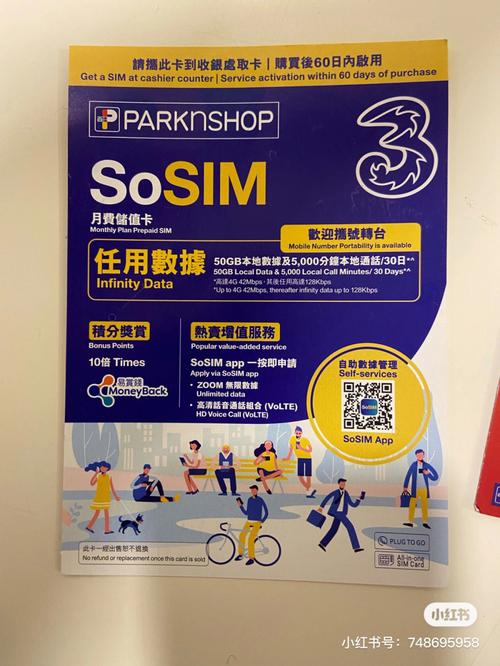 請攜此卡到收銀處取卡 | 購買後60日內啟用
Get a SIM at cashier counter | Service activation within 60 days of purchase
PARKnSHOP
3
SoSIM
月費儲值卡
Monthly Plan Prepaid SIM
歡迎攜號轉台
Mobile Number Portability is available
任用數據
Infinity Data
50GB本地數據及5,000分鐘本地通話/30日*^
50GB Local Data & 5,000 Local Call Minutes/ 30 Days*^
*高達4G 42Mbps，其後任用高達128Kbps
*Up to 4G 42Mbps, thereafter infinity data up to 128Kbps
積分獎賞
Bonus Points
10倍 Times
易賞錢
MoneyBack
熱賣增值服務
Popular value-added service
SoSIM app 一按即申請
Apply via SoSIM app
• ZOOM 無限數據
Unlimited data
• 高清話音通話組合 (VoLTE)
HD Voice Call (VoLTE)
自助數據管理
Self-services
SoSIM
SoSIM App
此卡一經出售恕不退換
No refund or replacement once this card is sold
PLUG TO GO
All-in-one
SIM Card
小红书
小红书号：748695958